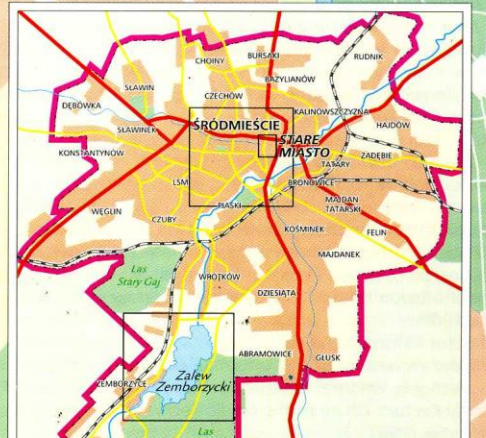 CHOINY
BURSAKI
RUDNIK
BAZYLIANÓW
SŁAWIN
CZECHÓW
DĘBÓWKA
KALINOWSZCZYZNA
HAJDÓW
SŁAWINEK
ŚRÓDMIEŚCIE
STARE
MIASTO
KONSTANTYNÓW
TATARY
ZADĘBIE
LSM
BRONOWICE
WĘGLIN
PIASKI
MAJDAN
TATARSKI
CZUBY
KOŚMINEK
FELIN
MAJDANEK
Las
Stary Gaj
WROTKÓW
DZIESIĄTA
ABRAMOWICE
GŁUSK
ZEMBORZYCE
Zalew
Zemborzycki
Las